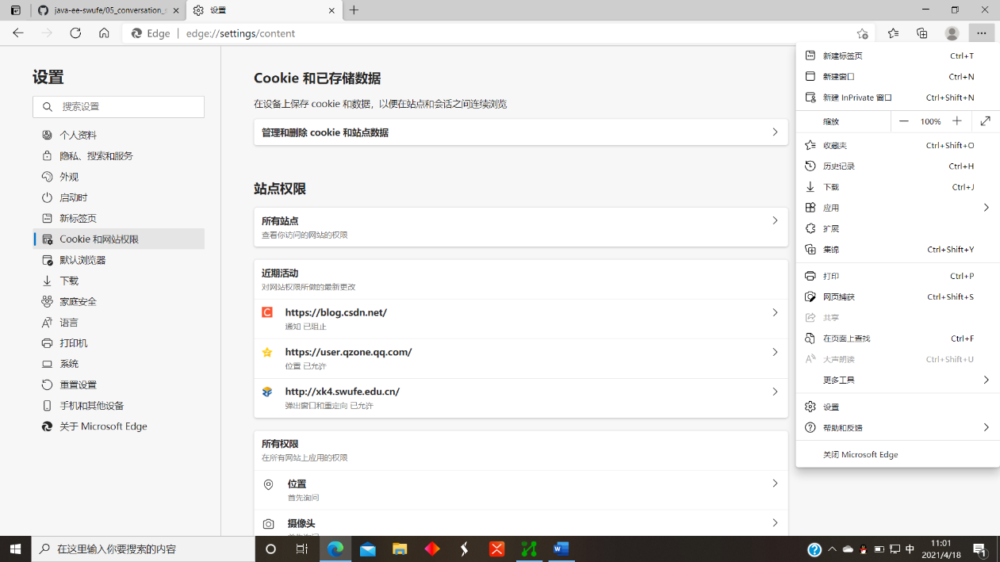 java-ee-swufe/05_conversation_
设置
Edge
edge://settings/content
设置
搜索设置
个人资料
隐私、搜索和服务
外观
启动时
新标签页
Cookie 和网站权限
默认浏览器
下载
家庭安全
语言
打印机
系统
重置设置
手机和其他设备
关于 Microsoft Edge
Cookie 和已存储数据
在设备上保存 cookie 和数据，以便在站点和会话之间连续浏览
管理和删除 cookie 和站点数据
站点权限
所有站点
查看你访问的网站的权限
近期活动
对网站权限所做的最新更改
https://blog.csdn.net/
通知 已阻止
https://user.qzone.qq.com/
位置 已允许
http://xk4.swufe.edu.cn/
弹出窗口和重定向 已允许
所有权限
在所有网站上应用的权限
位置
首先询问
摄像头
新建标签页 Ctrl+T
新建窗口 Ctrl+N
新建 InPrivate 窗口 Ctrl+Shift+N
缩放 100%
收藏夹 Ctrl+Shift+O
历史记录 Ctrl+H
下载 Ctrl+J
应用
扩展
集锦 Ctrl+Shift+Y
打印 Ctrl+P
网页捕获 Ctrl+Shift+S
共享
在页面上查找 Ctrl+F
大声朗读 Ctrl+Shift+U
更多工具
设置
帮助和反馈
关闭 Microsoft Edge
在这里输入你要搜索的内容
中
11:01
2021/4/18
1